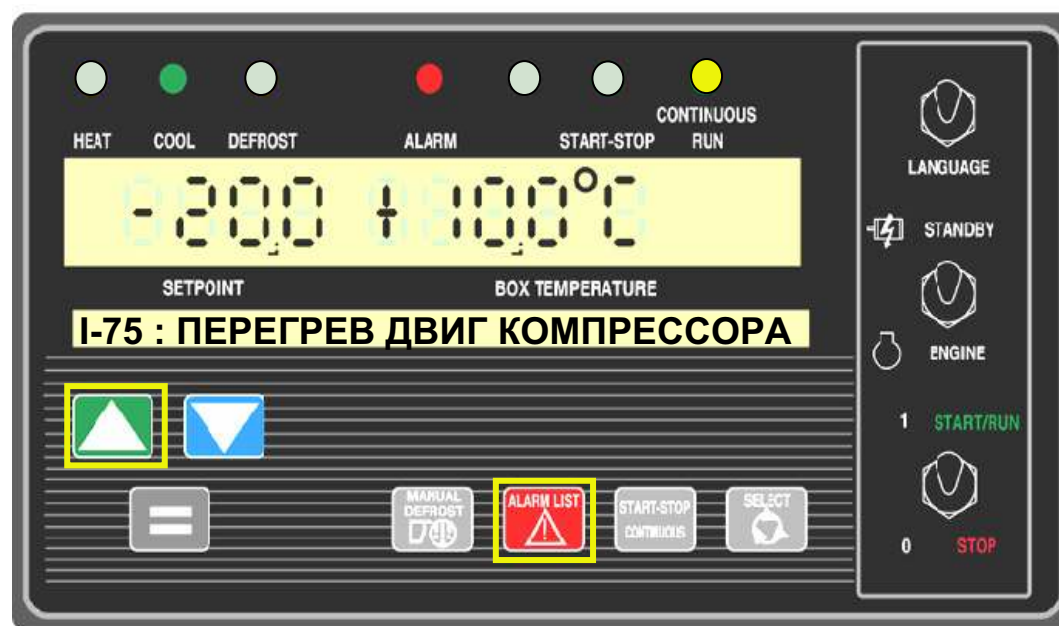 HEAT COOL DEFROST ALARM START-STOP CONTINUOUS RUN
-20.0 +10.0°C
SETPOINT BOX TEMPERATURE
I-75 : ПЕРЕГРЕВ ДВИГ КОМПРЕССОРА
MANUAL DEFROST
ALARM LIST
START-STOP CONTINUOUS
SELECT
LANGUAGE
STANDBY
ENGINE
1 START/RUN
0 STOP